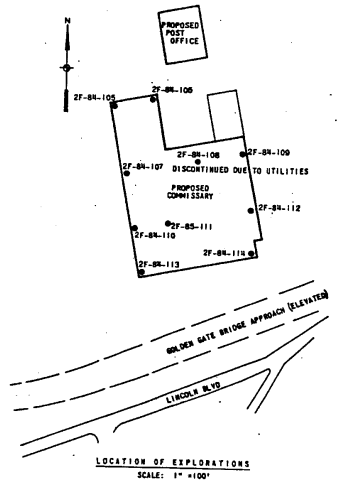 N
PROPOSED
POST
OFFICE
2F-84-105
2F-84-106
2F-84-108
2F-84-109
DISCONTINUED DUE TO UTILITIES
2F-84-107
PROPOSED
COMMISSARY
2F-84-112
2F-85-111
2F-84-110
2F-84-114
2F-84-113
GOLDEN GATE BRIDGE APPROACH (ELEVATED)
LINCOLN BLVD
LOCATION OF EXPLORATIONS
SCALE: 1" =100'